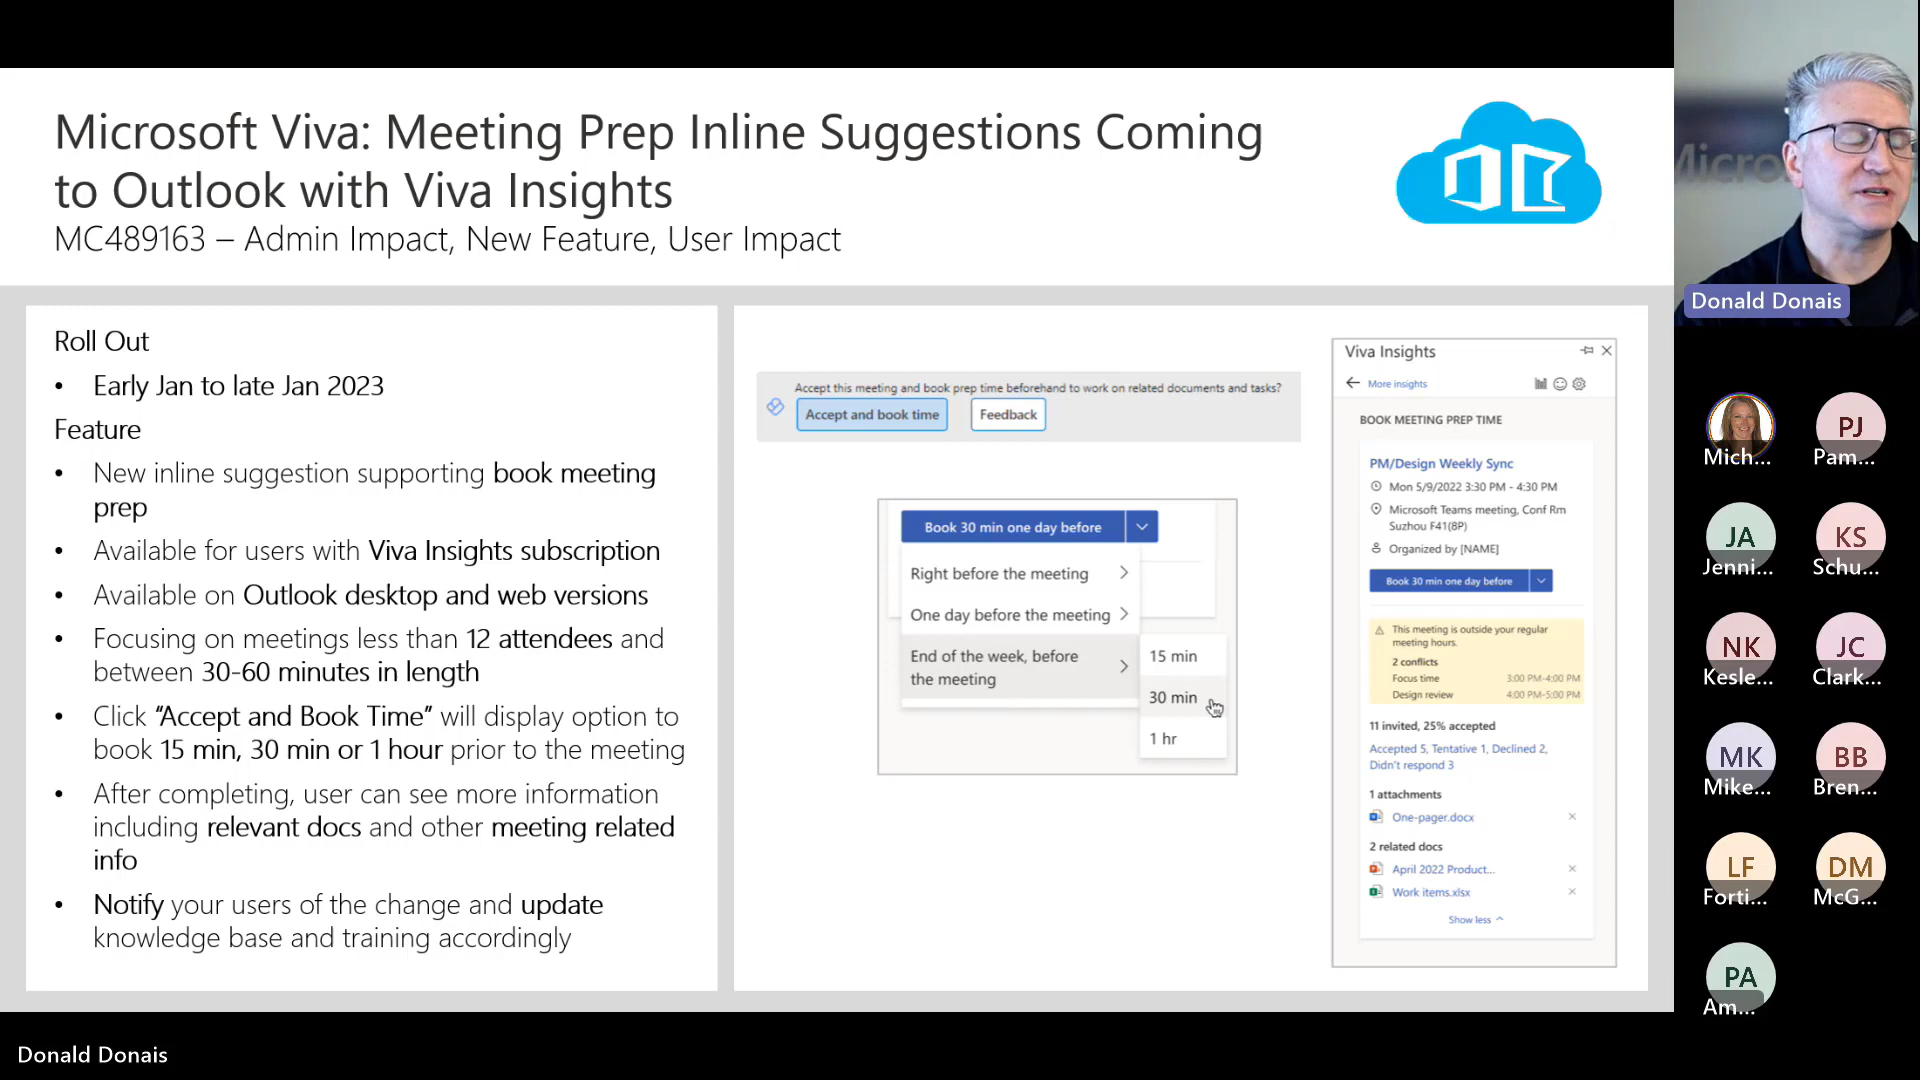 Microsoft Viva: Meeting Prep Inline Suggestions Coming
to Outlook with Viva Insights
MC489163 – Admin Impact, New Feature, User Impact
Roll Out
• Early Jan to late Jan 2023
Feature
• New inline suggestion supporting book meeting
prep
• Available for users with Viva Insights subscription
• Available on Outlook desktop and web versions
• Focusing on meetings less than 12 attendees and
between 30-60 minutes in length
• Click “Accept and Book Time” will display option to
book 15 min, 30 min or 1 hour prior to the meeting
• After completing, user can see more information
including relevant docs and other meeting related
info
• Notify your users of the change and update
knowledge base and training accordingly
Accept this meeting and book prep time beforehand to work on related documents and tasks?
Accept and book time
Feedback
Book 30 min one day before
Right before the meeting
One day before the meeting
End of the week, before
the meeting
15 min
30 min
1 hr
Viva Insights
More insights
BOOK MEETING PREP TIME
PM/Design Weekly Sync
Mon 5/9/2022 3:30 PM - 4:30 PM
Microsoft Teams meeting, Conf Rm
Suzhou F41(8P)
Organized by [NAME]
Book 30 min one day before
This meeting is outside your regular
meeting hours.
2 conflicts
Focus time 3:00 PM-4:00 PM
Design review 4:00 PM-5:00 PM
11 invited, 25% accepted
Accepted 5, Tentative 1, Declined 2,
Didn't respond 3
1 attachments
One-pager.docx
2 related docs
April 2022 Product...
Work items.xlsx
Show less
Micro
Donald Donais
Mich...
PJ
Pam...
JA
Jenni...
KS
Schu...
NK
Kesle...
JC
Clark...
MK
Mike...
BB
Bren...
LF
Forti...
DM
McG...
PA
Am...
Donald Donais